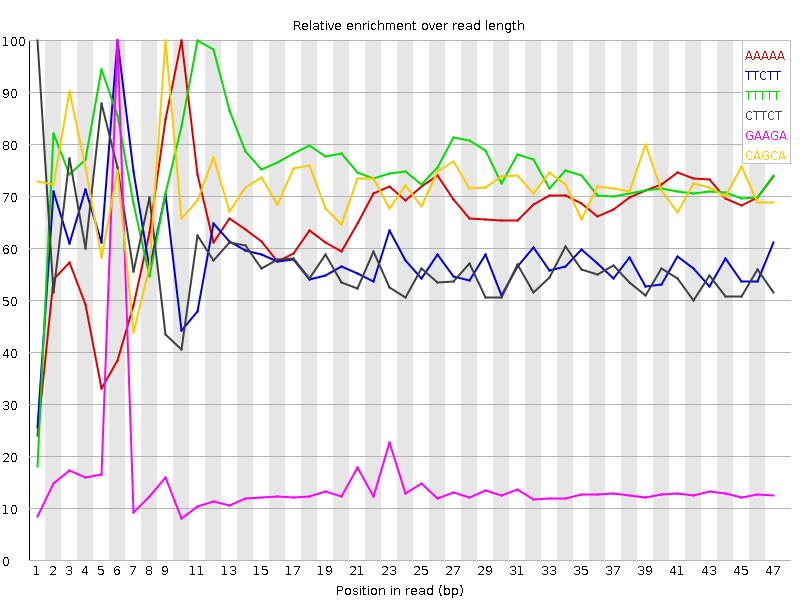 Relative enrichment over read length
100
90
80
70
60
50
40
30
20
10
0
AAAAA
TTCTT
TTTTT
CTTCT
GAAGA
CAGCA
1 2 3 4 5 6 7 8 9 11 13 15 17 19 21 23 25 27 29 31 33 35 37 39 41 43 45 47
Position in read (bp)